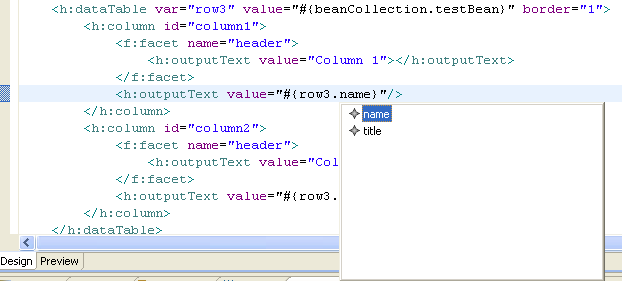 <h:dataTable var="row3" value="#{beanCollection.testBean}" border="1">
<h:column id="column1">
<f:facet name="header">
<h:outputText value="Column 1"></h:outputText>
</f:facet>
<h:outputText value="#{row3.name}"/>
</h:column>
<h:column id="column2">
<f:facet name="header">
<h:outputText value="Col
</f:facet>
<h:outputText value="#{row3.
</h:column>
</h:dataTable>
name
title
Design Preview